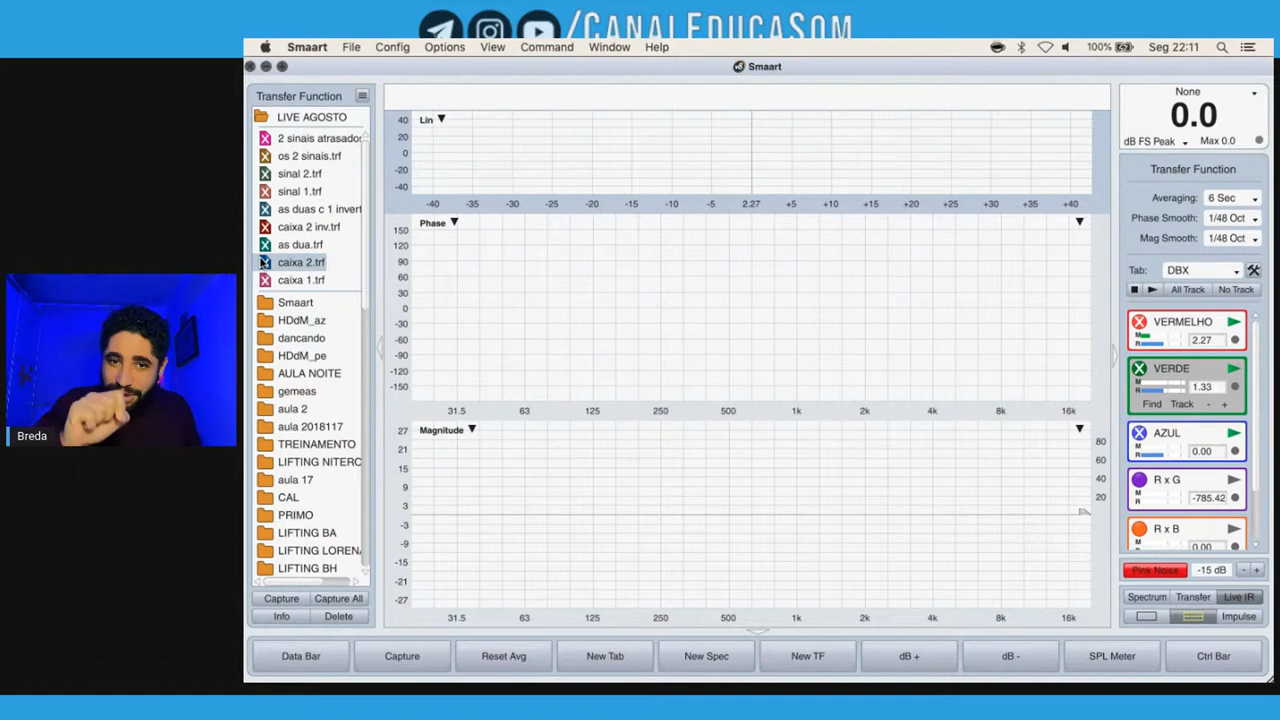 /CanalEducaSom
Smaart File Config Options View Command Window Help 100% Seg 22:11
Smaart
Transfer Function
LIVE AGOSTO
2 sinais atrasados
os 2 sinais.trf
sinal 2.trf
sinal 1.trf
as duas c 1 invert
caixa 2 inv.trf
as dua.trf
caixa 2.trf
caixa 1.trf
Smaart
HDdM_az
dancando
HDdM_pe
AULA NOITE
gemeas
aula 2
aula 2018117
TREINAMENTO
LIFTING NITERO
aula 17
CAL
PRIMO
LIFTING BA
LIFTING LORENA
LIFTING BH
Capture Capture All
Info Delete
Lin
40
20
0
-20
-40
-40 -35 -30 -25 -20 -15 -10 -5 2.27 +5 +10 +15 +20 +25 +30 +35 +40
Phase
150
120
90
60
30
0
-30
-60
-90
-120
-150
31.5 63 125 250 500 1k 2k 4k 8k 16k
Magnitude
27
21
15
9
3
-3
-9
-15
-21
-27
80
60
40
20
31.5 63 125 250 500 1k 2k 4k 8k 16k
None
0.0
dB FS Peak Max 0.0
Transfer Function
Averaging: 6 Sec
Phase Smooth: 1/48 Oct
Mag Smooth: 1/48 Oct
Tab: DBX
All Track No Track
VERMELHO
M
R 2.27
VERDE
M
R 1.33
Find Track - +
AZUL
M
R 0.00
R x G
M
R -785.42
R x B
M
R 0.00
Pink Noise -15 dB - +
Spectrum Transfer Live IR
Impulse
Data Bar Capture Reset Avg New Tab New Spec New TF dB + dB - SPL Meter Ctrl Bar
Breda